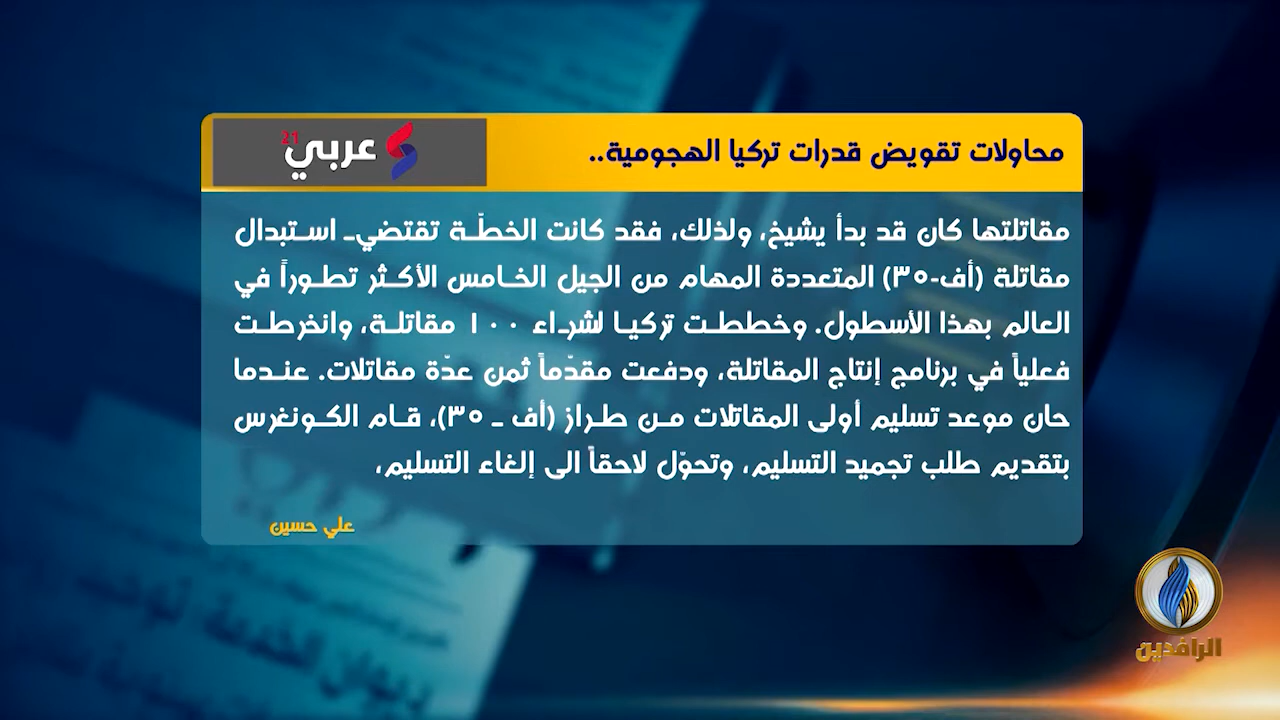 محاولات تقويض قدرات تركيا الهجومية..
عربي 21
مقاتلتها كان قد بدأ يشيخ، ولذلك، فقد كانت الخطّة تقتضي استبدال
مقاتلة (أف-٣٥) المتعددة المهام من الجيل الخامس الأكثر تطوراً في
العالم بهذا الأسطول. وخططت تركيا لشراء ١٠٠ مقاتلة، وانخرطت
فعلياً في برنامج إنتاج المقاتلة، ودفعت مقدّماً ثمن عدّة مقاتلات. عندما
حان موعد تسليم أولى المقاتلات من طراز (أف - ٣٥)، قام الكونغرس
بتقديم طلب تجميد التسليم، وتحوّل لاحقاً الى إلغاء التسليم،
علي حسين
الرافدين